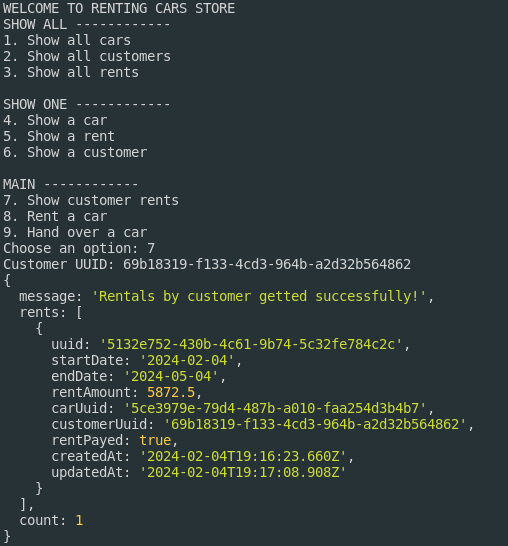 WELCOME TO RENTING CARS STORE
SHOW ALL ------------
1. Show all cars
2. Show all customers
3. Show all rents

SHOW ONE ------------
4. Show a car
5. Show a rent
6. Show a customer

MAIN ------------
7. Show customer rents
8. Rent a car
9. Hand over a car
Choose an option: 7
Customer UUID: 69b18319-f133-4cd3-964b-a2d32b564862
{
  message: 'Rentals by customer getted successfully!',
  rents: [
    {
      uuid: '5132e752-430b-4c61-9b74-5c32fe784c2c',
      startDate: '2024-02-04',
      endDate: '2024-05-04',
      rentAmount: 5872.5,
      carUuid: '5ce3979e-79d4-487b-a010-faa254d3b4b7',
      customerUuid: '69b18319-f133-4cd3-964b-a2d32b564862',
      rentPayed: true,
      createdAt: '2024-02-04T19:16:23.660Z',
      updatedAt: '2024-02-04T19:17:08.908Z'
    }
  ],
  count: 1
}